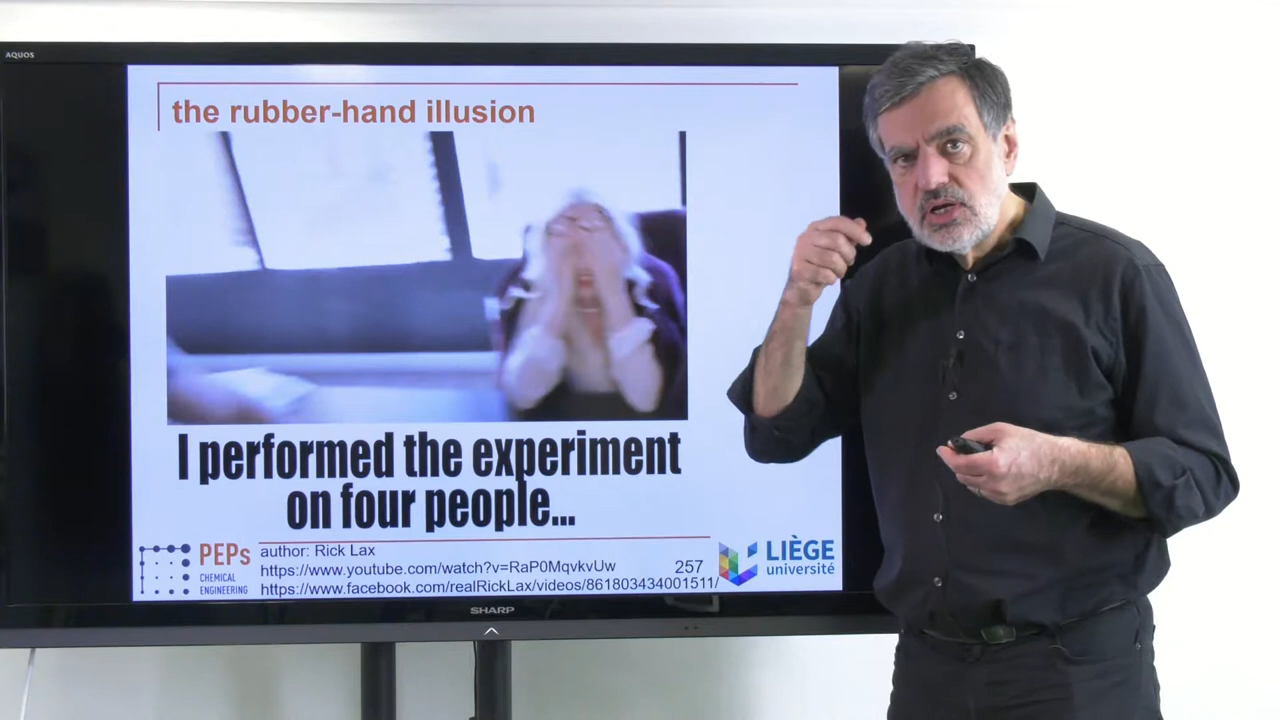 AQUOS
the rubber-hand illusion
I performed the experiment
on four people...
PEPs
CHEMICAL
ENGINEERING
author: Rick Lax
https://www.youtube.com/watch?v=RaP0MqvkvUw
257
https://www.facebook.com/realRickLax/videos/861803434001511/
LIÈGE
université
SHARP